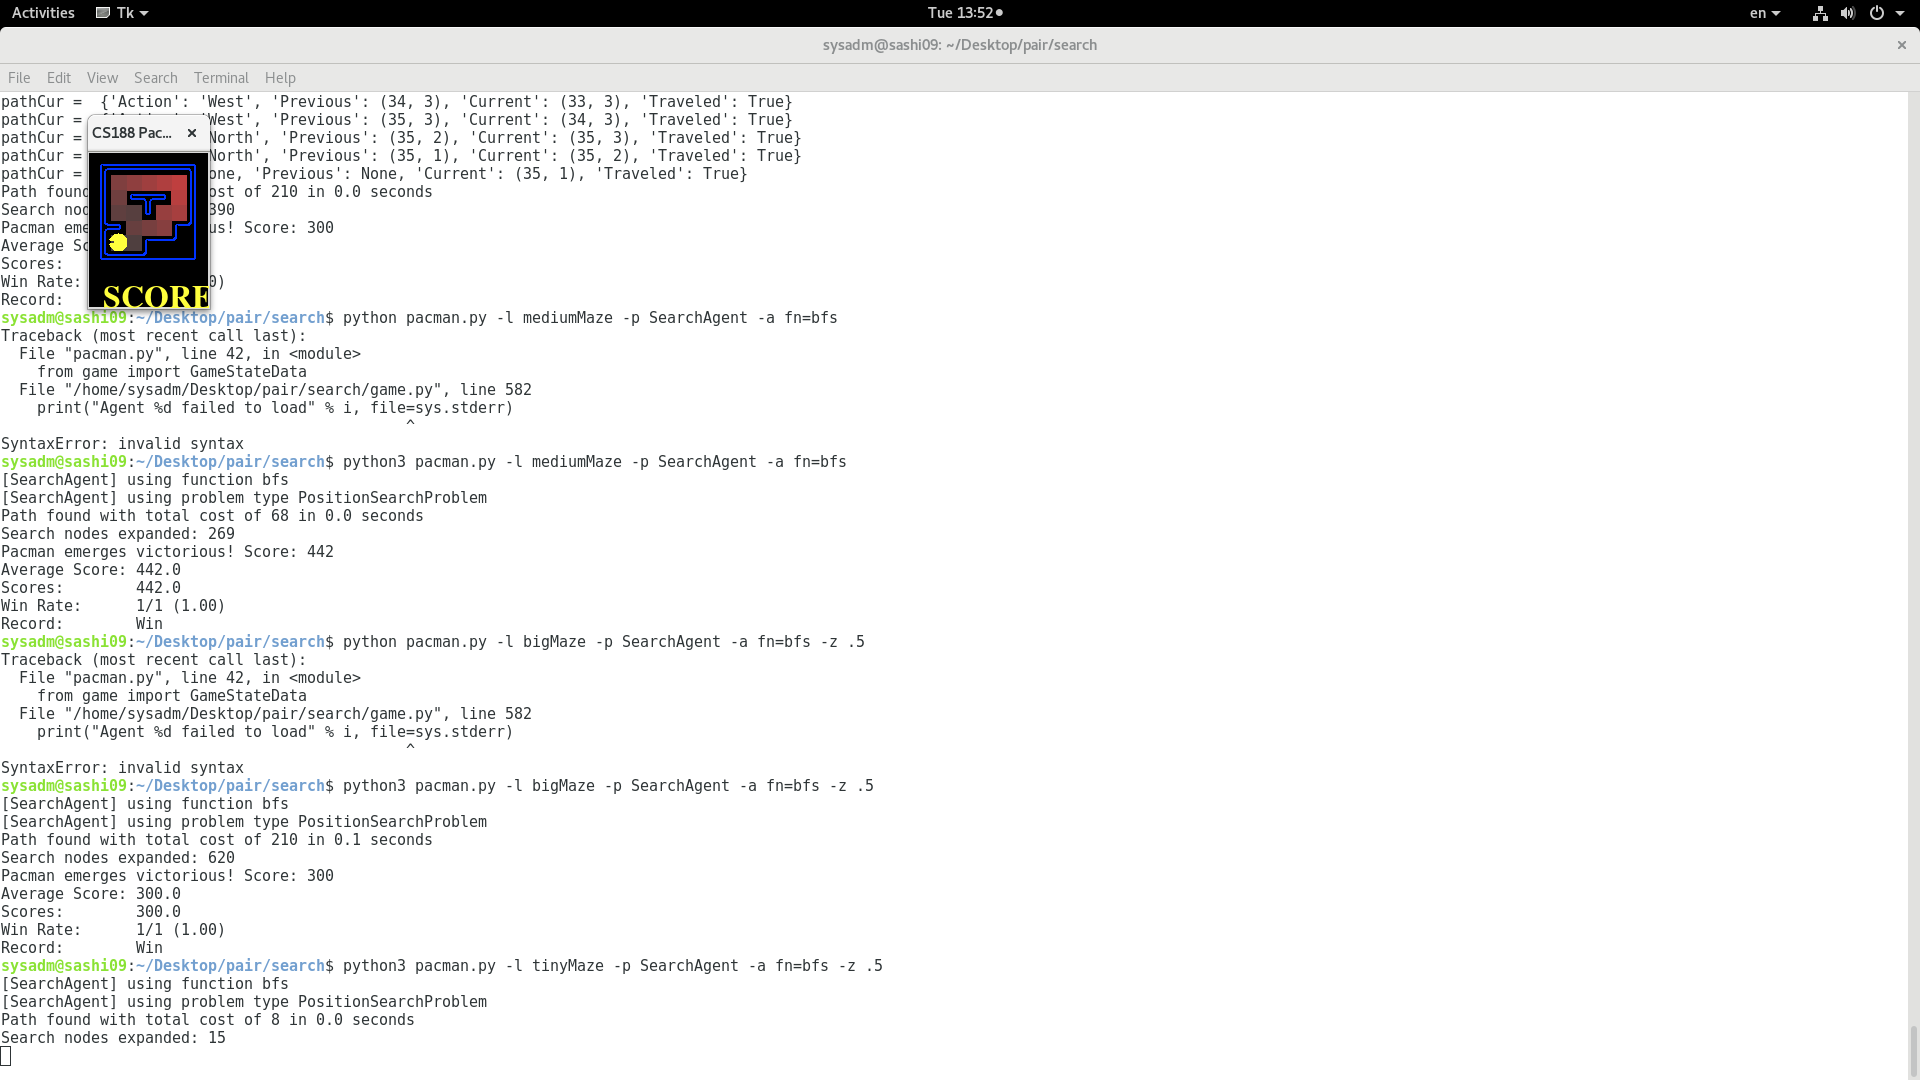 Activities Tk Tue 13:52 en
sysadm@sashi09: ~/Desktop/pair/search
File Edit View Search Terminal Help
pathCur =  {'Action': 'West', 'Previous': (34, 3), 'Current': (33, 3), 'Traveled': True}
pathCur = 'West', 'Previous': (35, 3), 'Current': (34, 3), 'Traveled': True}
pathCur = North', 'Previous': (35, 2), 'Current': (35, 3), 'Traveled': True}
pathCur = North', 'Previous': (35, 1), 'Current': (35, 2), 'Traveled': True}
pathCur = one, 'Previous': None, 'Current': (35, 1), 'Traveled': True}
Path found ost of 210 in 0.0 seconds
Search nod 390
Pacman eme us! Score: 300
Average Sc
Scores:
Win Rate: 0)
Record:
CS188 Pac...
SCORE
sysadm@sashi09:~/Desktop/pair/search$ python pacman.py -l mediumMaze -p SearchAgent -a fn=bfs
Traceback (most recent call last):
  File "pacman.py", line 42, in <module>
    from game import GameStateData
  File "/home/sysadm/Desktop/pair/search/game.py", line 582
    print("Agent %d failed to load" % i, file=sys.stderr)
                                             ^
SyntaxError: invalid syntax
sysadm@sashi09:~/Desktop/pair/search$ python3 pacman.py -l mediumMaze -p SearchAgent -a fn=bfs
[SearchAgent] using function bfs
[SearchAgent] using problem type PositionSearchProblem
Path found with total cost of 68 in 0.0 seconds
Search nodes expanded: 269
Pacman emerges victorious! Score: 442
Average Score: 442.0
Scores:        442.0
Win Rate:      1/1 (1.00)
Record:        Win
sysadm@sashi09:~/Desktop/pair/search$ python pacman.py -l bigMaze -p SearchAgent -a fn=bfs -z .5
Traceback (most recent call last):
  File "pacman.py", line 42, in <module>
    from game import GameStateData
  File "/home/sysadm/Desktop/pair/search/game.py", line 582
    print("Agent %d failed to load" % i, file=sys.stderr)
                                             ^
SyntaxError: invalid syntax
sysadm@sashi09:~/Desktop/pair/search$ python3 pacman.py -l bigMaze -p SearchAgent -a fn=bfs -z .5
[SearchAgent] using function bfs
[SearchAgent] using problem type PositionSearchProblem
Path found with total cost of 210 in 0.1 seconds
Search nodes expanded: 620
Pacman emerges victorious! Score: 300
Average Score: 300.0
Scores:        300.0
Win Rate:      1/1 (1.00)
Record:        Win
sysadm@sashi09:~/Desktop/pair/search$ python3 pacman.py -l tinyMaze -p SearchAgent -a fn=bfs -z .5
[SearchAgent] using function bfs
[SearchAgent] using problem type PositionSearchProblem
Path found with total cost of 8 in 0.0 seconds
Search nodes expanded: 15